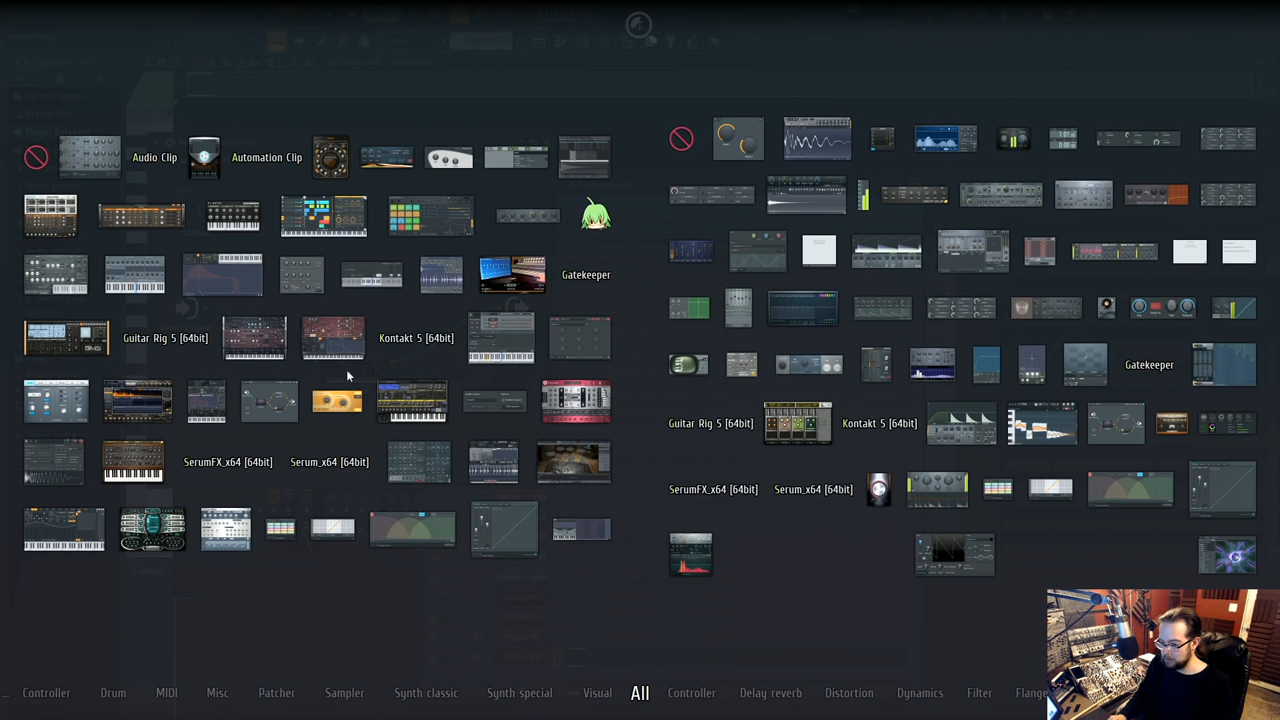 Audio Clip
Automation Clip
Gatekeeper
Guitar Rig 5 [64bit]
Kontakt 5 [64bit]
SerumFX_x64 [64bit]
Serum_x64 [64bit]
Gatekeeper
Guitar Rig 5 [64bit]
Kontakt 5 [64bit]
SerumFX_x64 [64bit]
Serum_x64 [64bit]
... Controller Drum MIDI Misc Patcher Sampler Synth classic Synth special Visual All Controller Delay reverb Distortion Dynamics Filter Flange